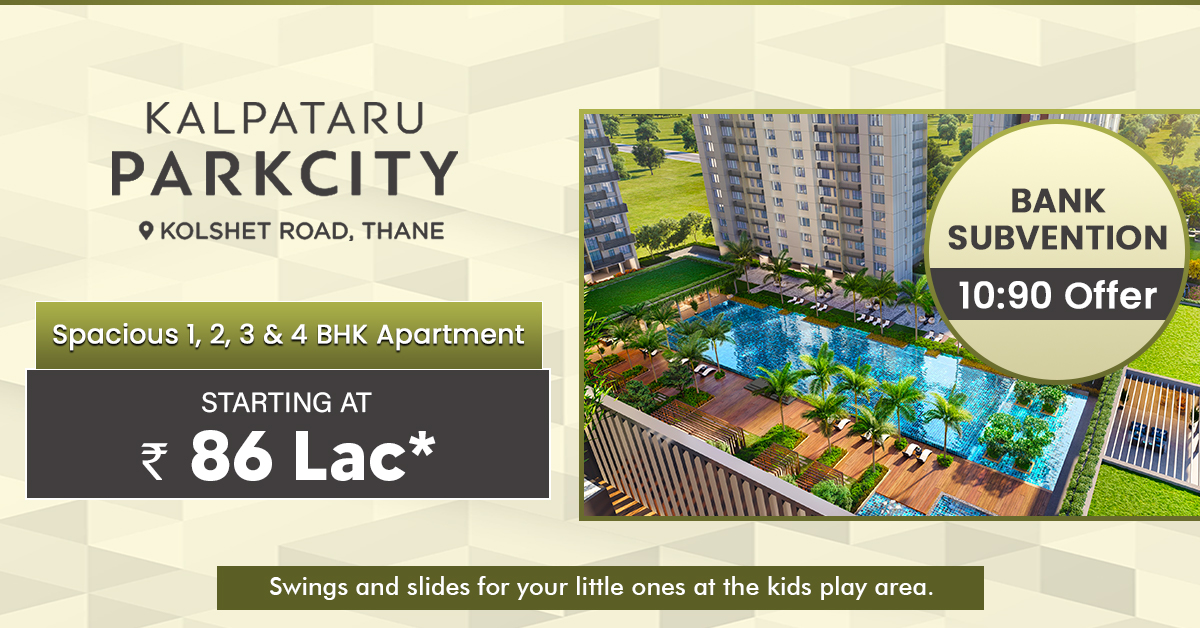 KALPATARU
PARKCITY
KOLSHET ROAD, THANE
Spacious 1, 2, 3 & 4 BHK Apartment
STARTING AT
₹ 86 Lac*
BANK
SUBVENTION
10:90 Offer
Swings and slides for your little ones at the kids play area.